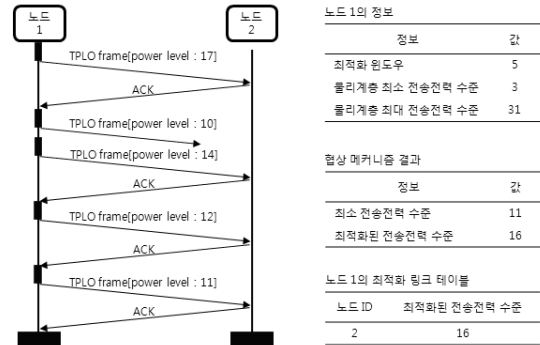 노드
1
노드
2
TPLO frame[power level : 17]
ACK
TPLO frame[power level : 10]
TPLO frame[power level : 14]
ACK
TPLO frame[power level : 12]
ACK
TPLO frame[power level : 11]
ACK
노드 1의 정보
정보 값
최적화 윈도우 5
물리계층 최소 전송전력 수준 3
물리계층 최대 전송전력 수준 31
협상 메커니즘 결과
정보 값
최소 전송전력 수준 11
최적화된 전송전력 수준 16
노드 1의 최적화 링크 테이블
노드 ID 최적화된 전송전력 수준
2 16